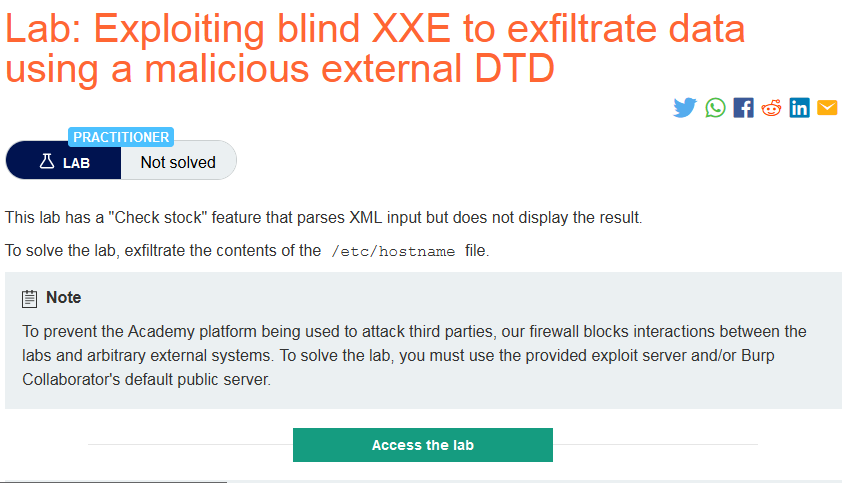 Lab: Exploiting blind XXE to exfiltrate data
using a malicious external DTD
PRACTITIONER
LAB
Not solved
This lab has a "Check stock" feature that parses XML input but does not display the result.
To solve the lab, exfiltrate the contents of the /etc/hostname file.
Note
To prevent the Academy platform being used to attack third parties, our firewall blocks interactions between the
labs and arbitrary external systems. To solve the lab, you must use the provided exploit server and/or Burp
Collaborator's default public server.
Access the lab